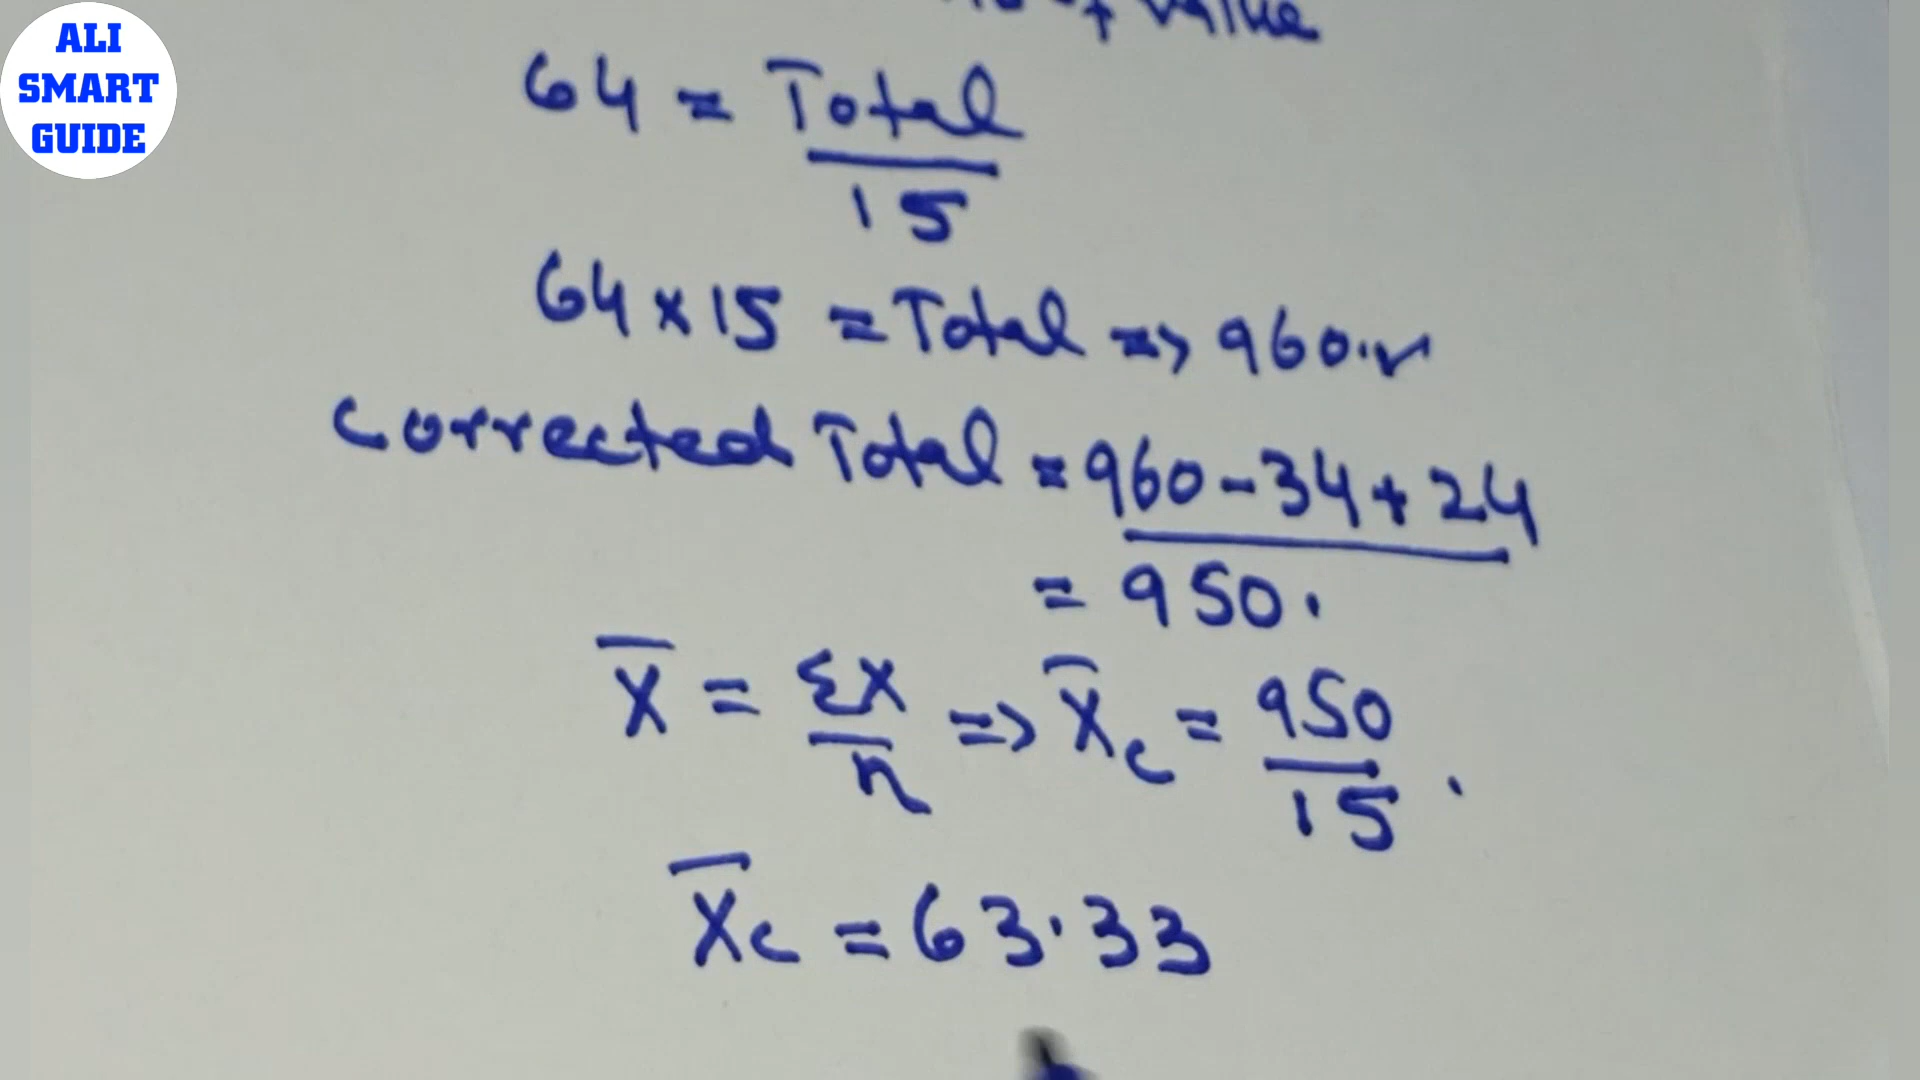 ALI
SMART
GUIDE
value
64 = Total / 15
64 × 15 = Total => 960.
corrected Total = 960 - 34 + 24
= 950.
X̄ = ΣX / n => X̄c = 950 / 15 .
X̄c = 63.33